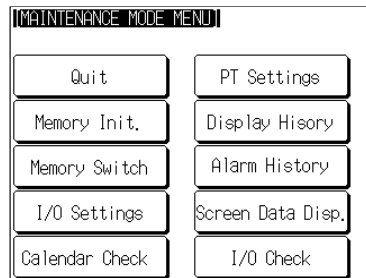 [MAINTENANCE MODE MENU]
Quit
PT Settings
Memory Init.
Display Hisory
Memory Switch
Alarm History
I/O Settings
Screen Data Disp.
Calendar Check
I/O Check